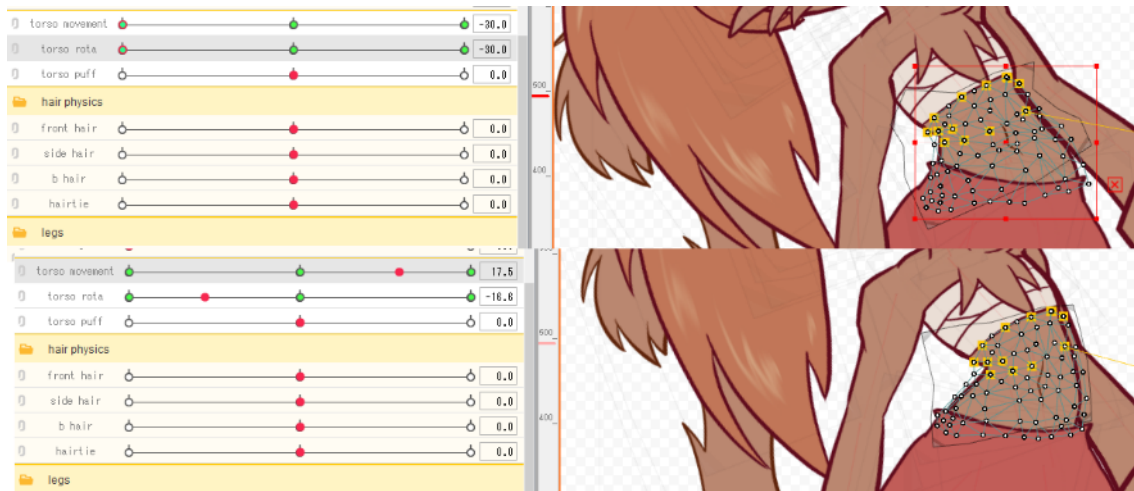 torso movement -30.0
torso rota -30.0
torso puff 0.0
hair physics
front hair 0.0
side hair 0.0
b hair 0.0
hairtie 0.0
legs
500
400
torso movement 17.5
torso rota -16.6
torso puff 0.0
hair physics
front hair 0.0
side hair 0.0
b hair 0.0
hairtie 0.0
legs
500
400